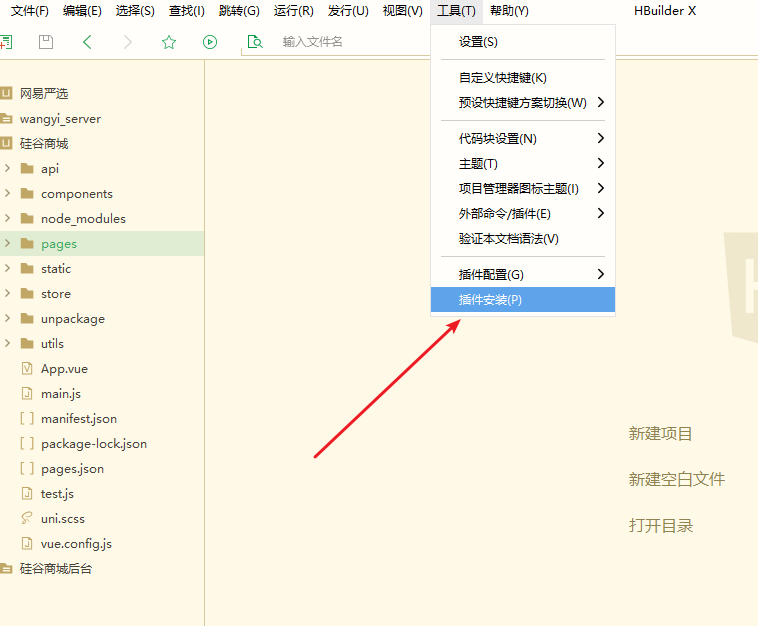 文件(F) 编辑(E) 选择(S) 查找(I) 跳转(G) 运行(R) 发行(U) 视图(V) 工具(T) 帮助(Y) HBuilder X
输入文件名
设置(S)
自定义快捷键(K)
预设快捷键方案切换(W)
代码块设置(N)
主题(T)
项目管理器图标主题(I)
外部命令/插件(E)
验证本文档语法(V)
插件配置(G)
插件安装(P)
网易严选
wangyi_server
硅谷商城
api
components
node_modules
pages
static
store
unpackage
utils
App.vue
main.js
manifest.json
package-lock.json
pages.json
test.js
uni.scss
vue.config.js
硅谷商城后台
新建项目
新建空白文件
打开目录